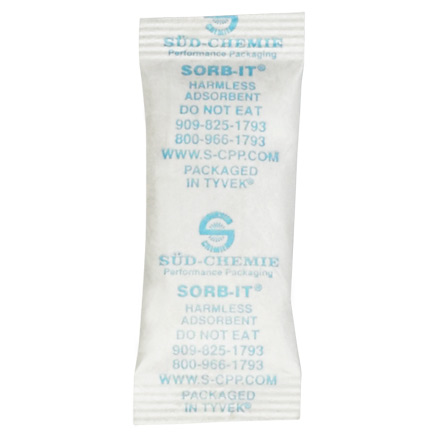 SÜD-CHEMIE
Performance Packaging
SORB-IT®
HARMLESS
ADSORBENT
DO NOT EAT
909-825-1793
800-966-1793
WWW.S-CPP.COM
PACKAGED
IN TYVEK®
S
CHEMIE
SÜD-CHEMIE
Performance Packaging
SORB-IT®
HARMLESS
ADSORBENT
DO NOT EAT
909-825-1793
800-966-1793
WWW.S-CPP.COM
PACKAGED
IN TYVEK®